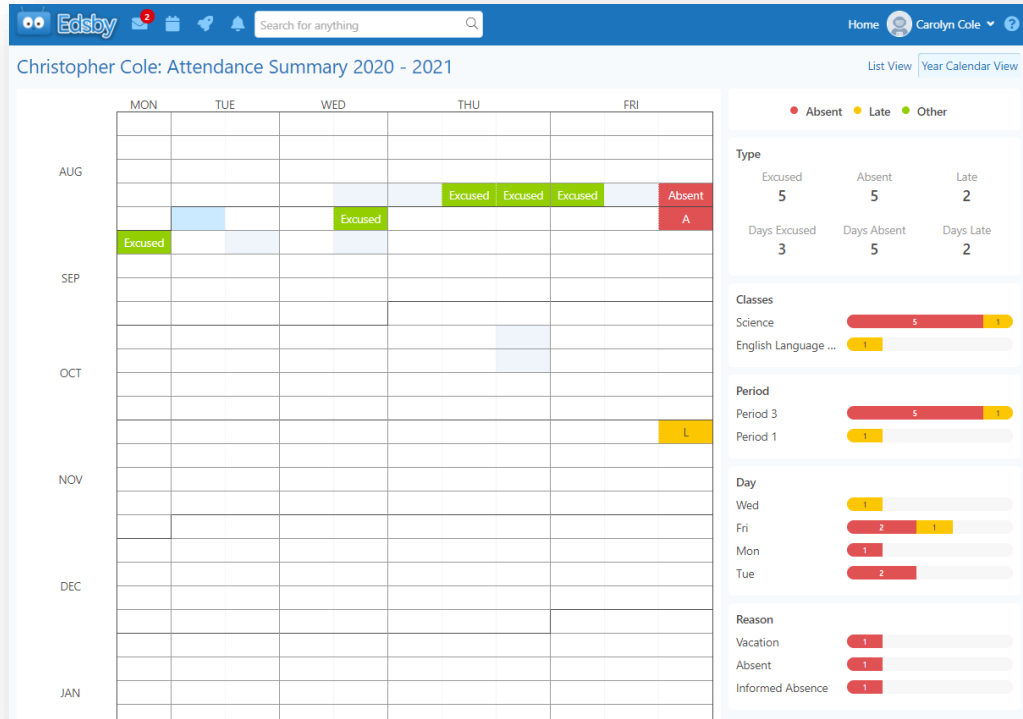 Edsby 2 Search for anything Home Carolyn Cole ?
Christopher Cole: Attendance Summary 2020 - 2021 List View Year Calendar View
MON TUE WED THU FRI
AUG
Excused Excused Excused Absent
Excused A
Excused
SEP
OCT
L
NOV
DEC
JAN
Absent Late Other
Type
Excused Absent Late
5 5 2
Days Excused Days Absent Days Late
3 5 2
Classes
Science 5 1
English Language ... 1
Period
Period 3 5 1
Period 1 1
Day
Wed 1
Fri 2 1
Mon 1
Tue 2
Reason
Vacation 1
Absent 1
Informed Absence 1